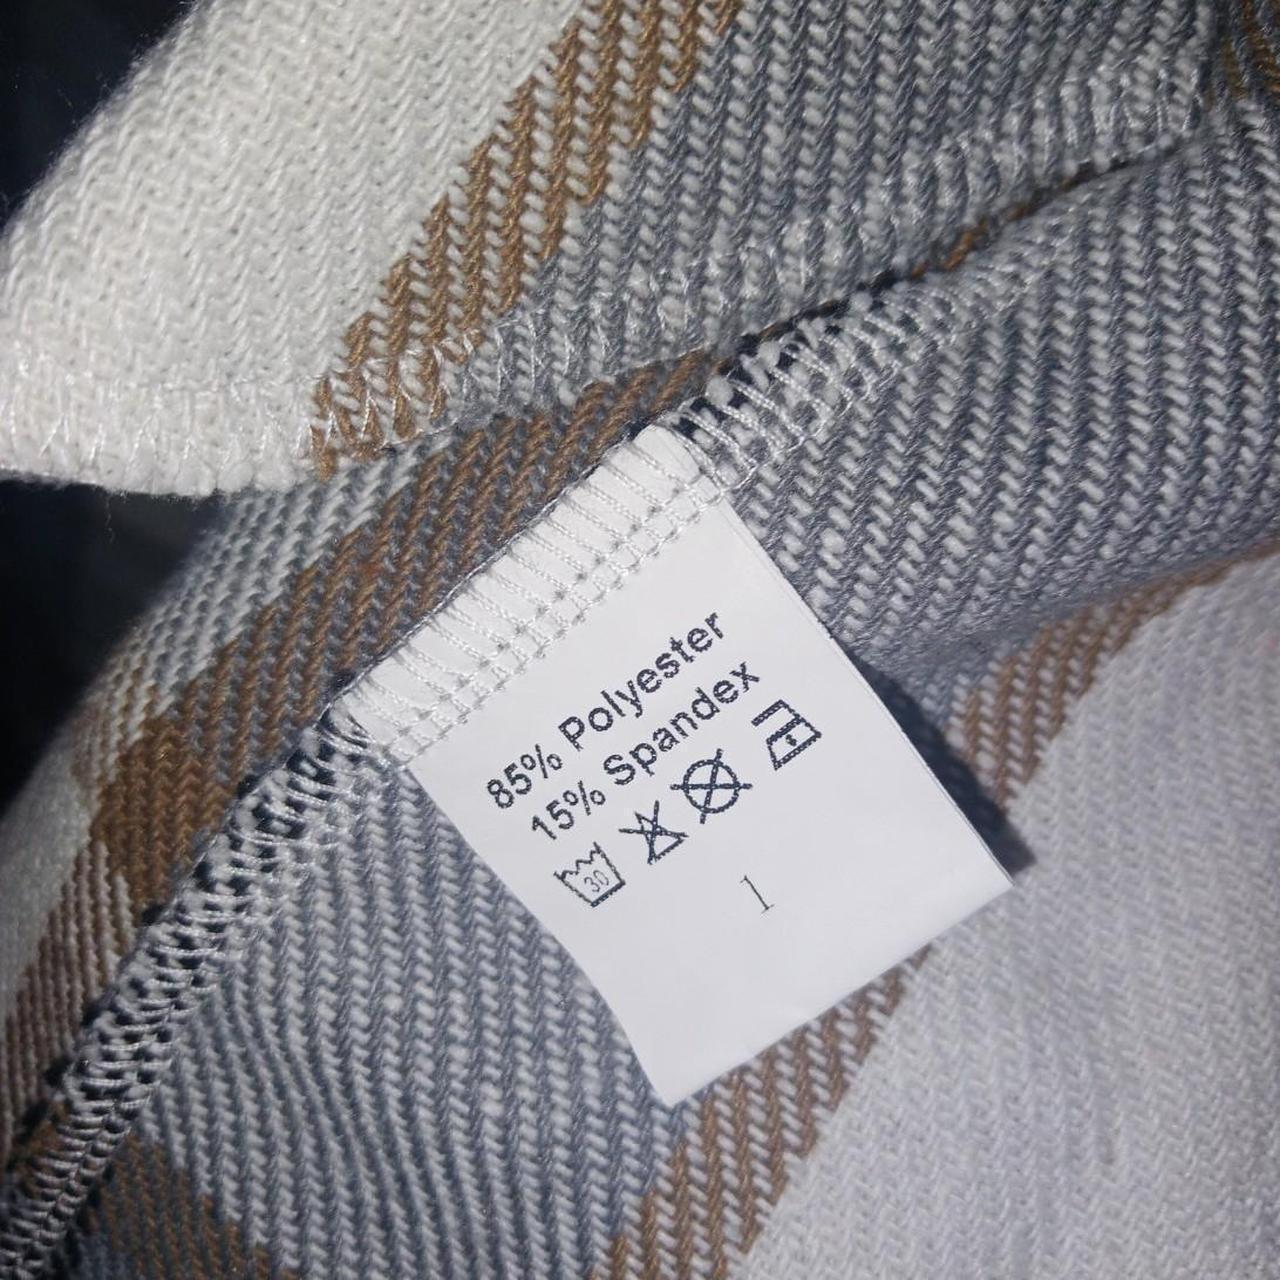 85% Polyester
15% Spandex
30
1